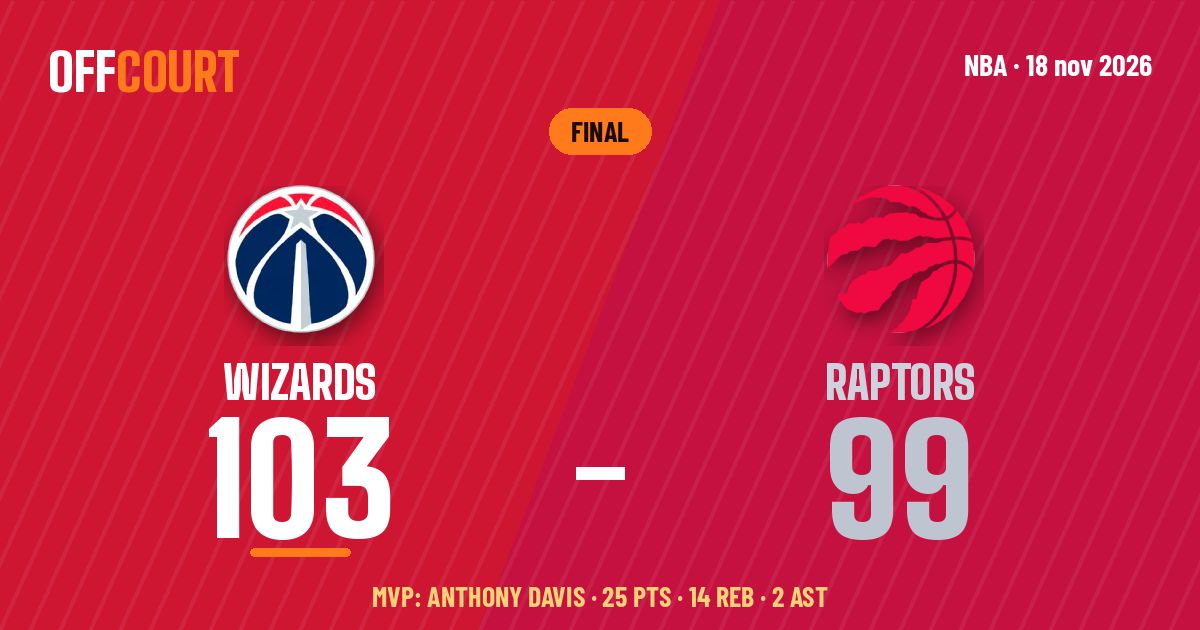 OFFCOURT
NBA · 18 nov 2026
FINAL
WIZARDS
RAPTORS
103 – 99
MVP: ANTHONY DAVIS · 25 PTS · 14 REB · 2 AST